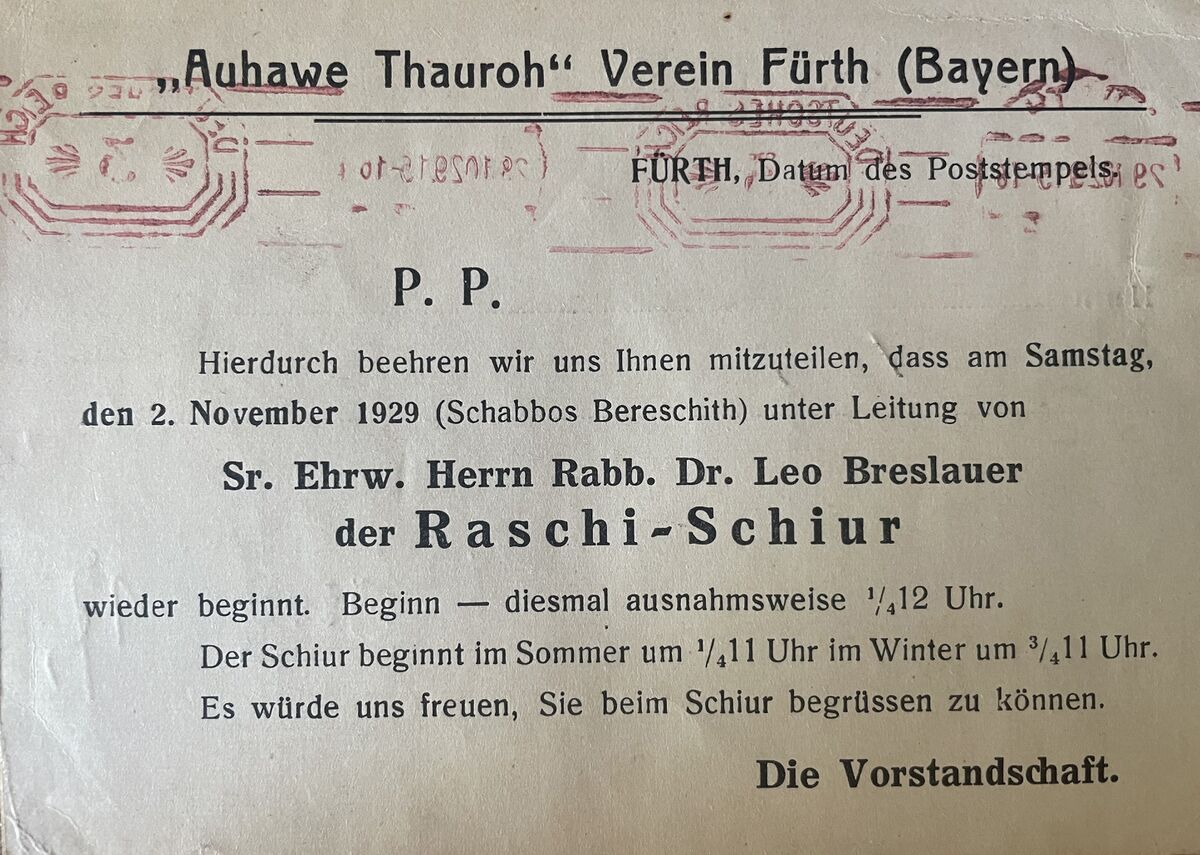 „Auhawe Thauroh“ Verein Fürth (Bayern)
FÜRTH, Datum des Poststempels.
P. P.
Hierdurch beehren wir uns Ihnen mitzuteilen, dass am Samstag,
den 2. November 1929 (Schabbos Bereschith) unter Leitung von
Sr. Ehrw. Herrn Rabb. Dr. Leo Breslauer
der Raschi-Schiur
wieder beginnt. Beginn — diesmal ausnahmsweise 1/412 Uhr.
Der Schiur beginnt im Sommer um 1/411 Uhr im Winter um 3/411 Uhr.
Es würde uns freuen, Sie beim Schiur begrüssen zu können.
Die Vorstandschaft.